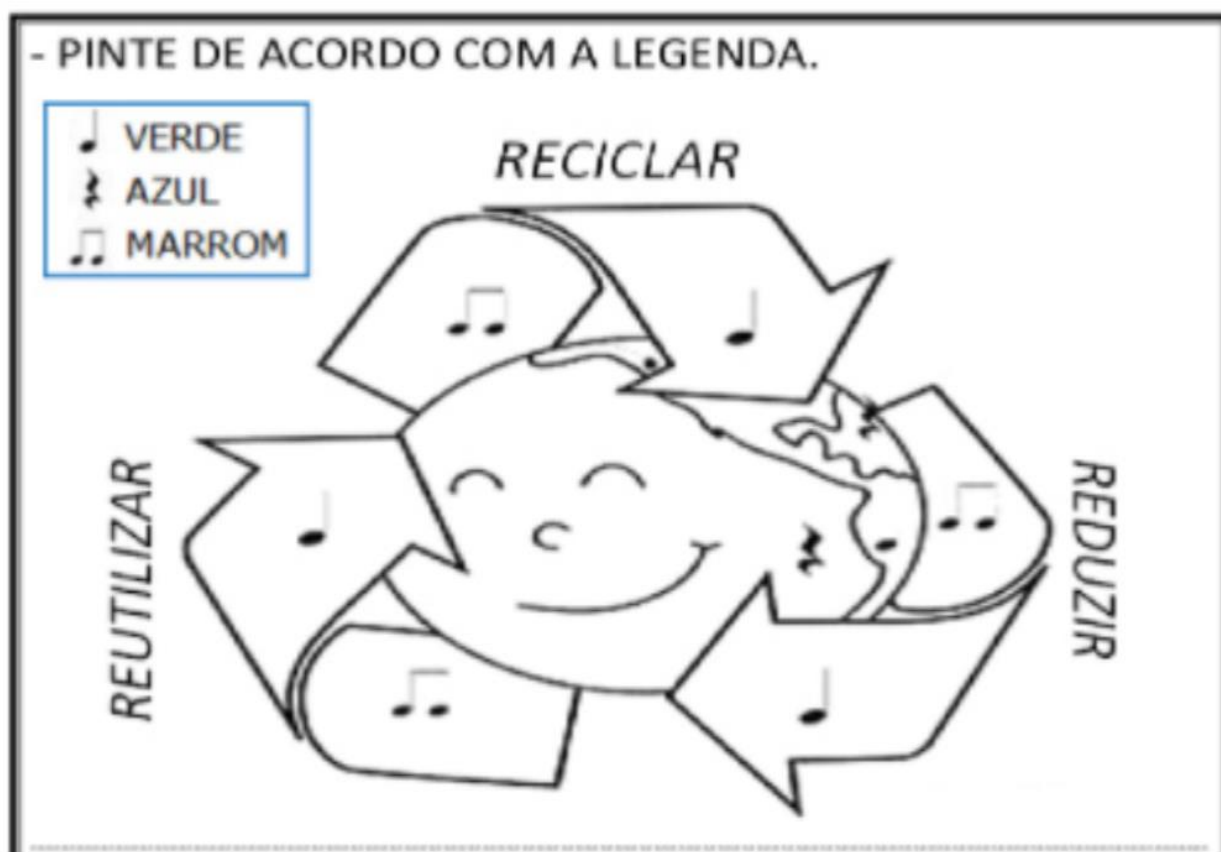 - PINTE DE ACORDO COM A LEGENDA.
VERDE
AZUL
MARROM
RECICLAR
REUTILIZAR
REDUZIR